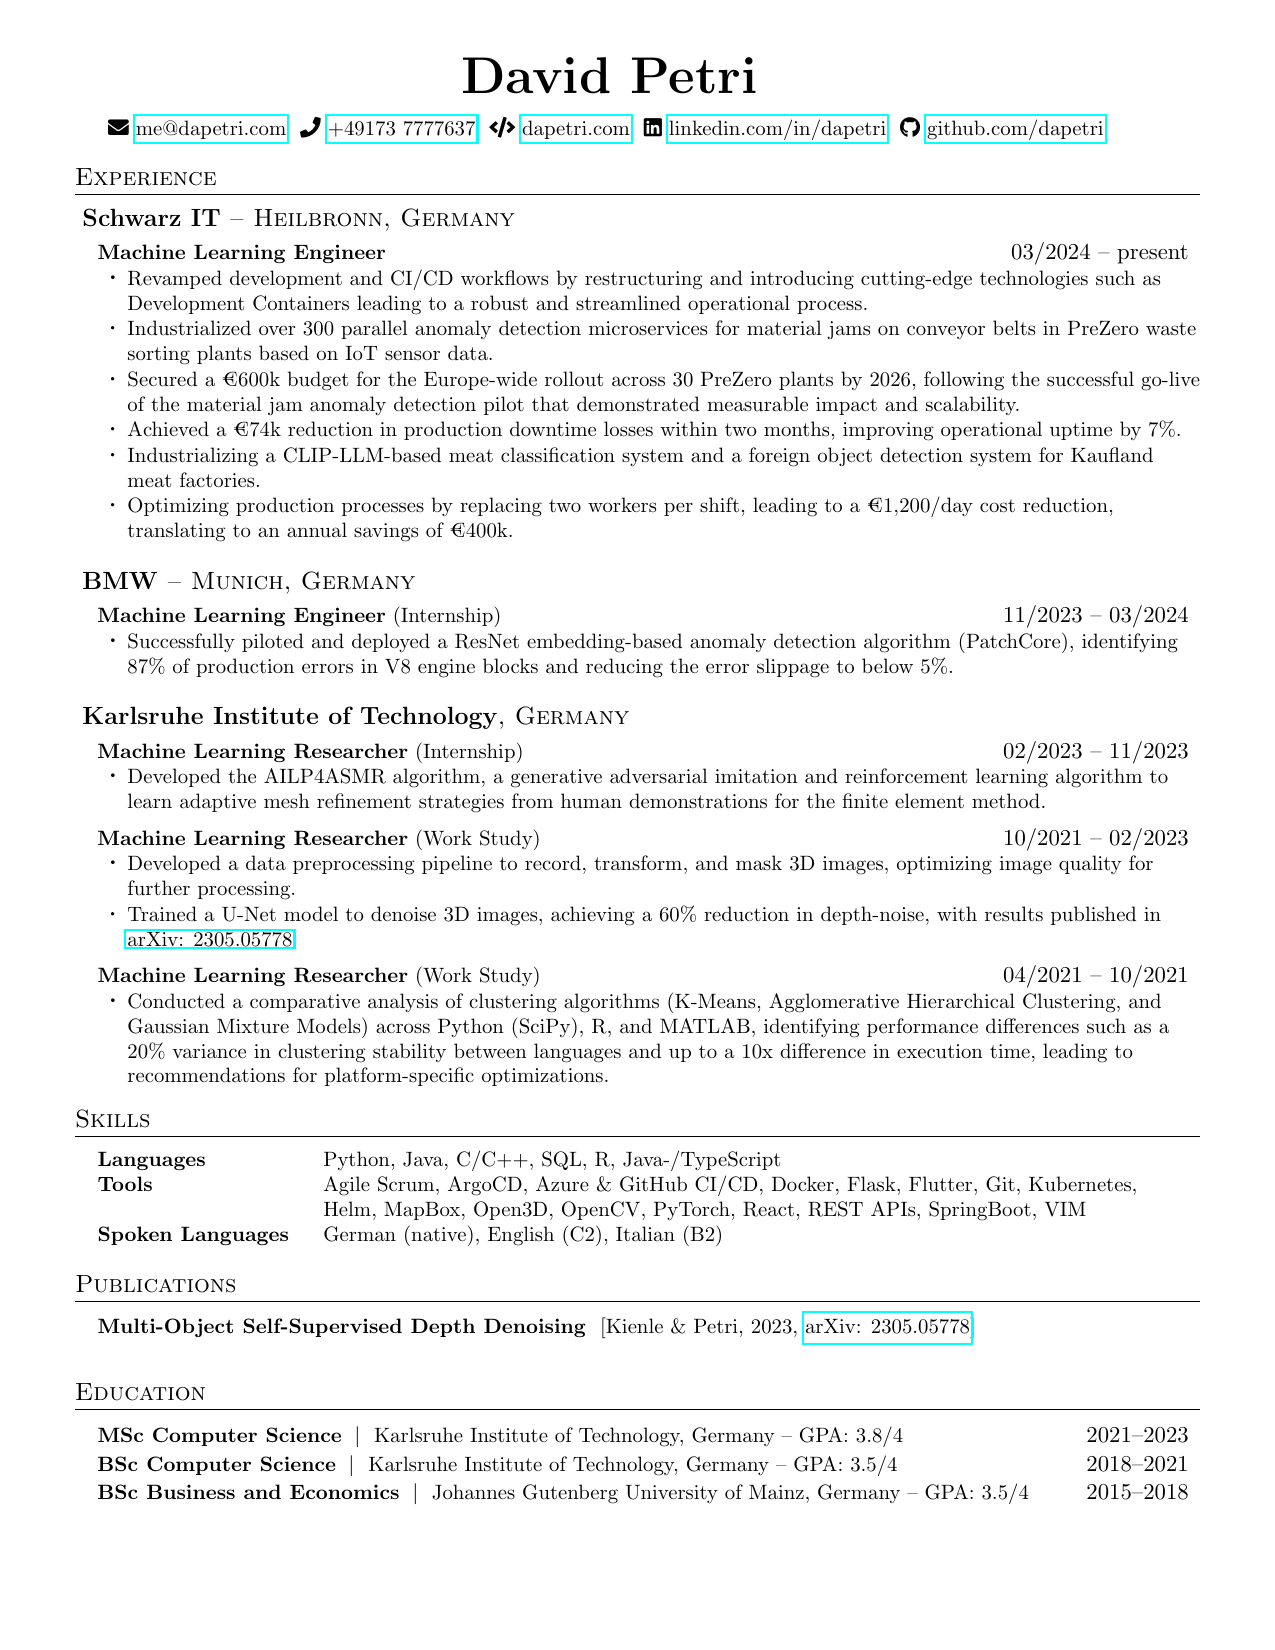 David Petri
me@dapetri.com +49173 7777637 dapetri.com linkedin.com/in/dapetri github.com/dapetri
Experience
Schwarz IT – Heilbronn, Germany
Machine Learning Engineer 03/2024 – present
• Revamped development and CI/CD workflows by restructuring and introducing cutting-edge technologies such as
Development Containers leading to a robust and streamlined operational process.
• Industrialized over 300 parallel anomaly detection microservices for material jams on conveyor belts in PreZero waste
sorting plants based on IoT sensor data.
• Secured a €600k budget for the Europe-wide rollout across 30 PreZero plants by 2026, following the successful go-live
of the material jam anomaly detection pilot that demonstrated measurable impact and scalability.
• Achieved a €74k reduction in production downtime losses within two months, improving operational uptime by 7%.
• Industrializing a CLIP-LLM-based meat classification system and a foreign object detection system for Kaufland
meat factories.
• Optimizing production processes by replacing two workers per shift, leading to a €1,200/day cost reduction,
translating to an annual savings of €400k.
BMW – Munich, Germany
Machine Learning Engineer (Internship) 11/2023 – 03/2024
• Successfully piloted and deployed a ResNet embedding-based anomaly detection algorithm (PatchCore), identifying
87% of production errors in V8 engine blocks and reducing the error slippage to below 5%.
Karlsruhe Institute of Technology, Germany
Machine Learning Researcher (Internship) 02/2023 – 11/2023
• Developed the AILP4ASMR algorithm, a generative adversarial imitation and reinforcement learning algorithm to
learn adaptive mesh refinement strategies from human demonstrations for the finite element method.
Machine Learning Researcher (Work Study) 10/2021 – 02/2023
• Developed a data preprocessing pipeline to record, transform, and mask 3D images, optimizing image quality for
further processing.
• Trained a U-Net model to denoise 3D images, achieving a 60% reduction in depth-noise, with results published in
arXiv: 2305.05778
Machine Learning Researcher (Work Study) 04/2021 – 10/2021
• Conducted a comparative analysis of clustering algorithms (K-Means, Agglomerative Hierarchical Clustering, and
Gaussian Mixture Models) across Python (SciPy), R, and MATLAB, identifying performance differences such as a
20% variance in clustering stability between languages and up to a 10x difference in execution time, leading to
recommendations for platform-specific optimizations.
Skills
Languages Python, Java, C/C++, SQL, R, Java-/TypeScript
Tools Agile Scrum, ArgoCD, Azure & GitHub CI/CD, Docker, Flask, Flutter, Git, Kubernetes,
Helm, MapBox, Open3D, OpenCV, PyTorch, React, REST APIs, SpringBoot, VIM
Spoken Languages German (native), English (C2), Italian (B2)
Publications
Multi-Object Self-Supervised Depth Denoising [Kienle & Petri, 2023, arXiv: 2305.05778]
Education
MSc Computer Science | Karlsruhe Institute of Technology, Germany – GPA: 3.8/4 2021–2023
BSc Computer Science | Karlsruhe Institute of Technology, Germany – GPA: 3.5/4 2018–2021
BSc Business and Economics | Johannes Gutenberg University of Mainz, Germany – GPA: 3.5/4 2015–2018